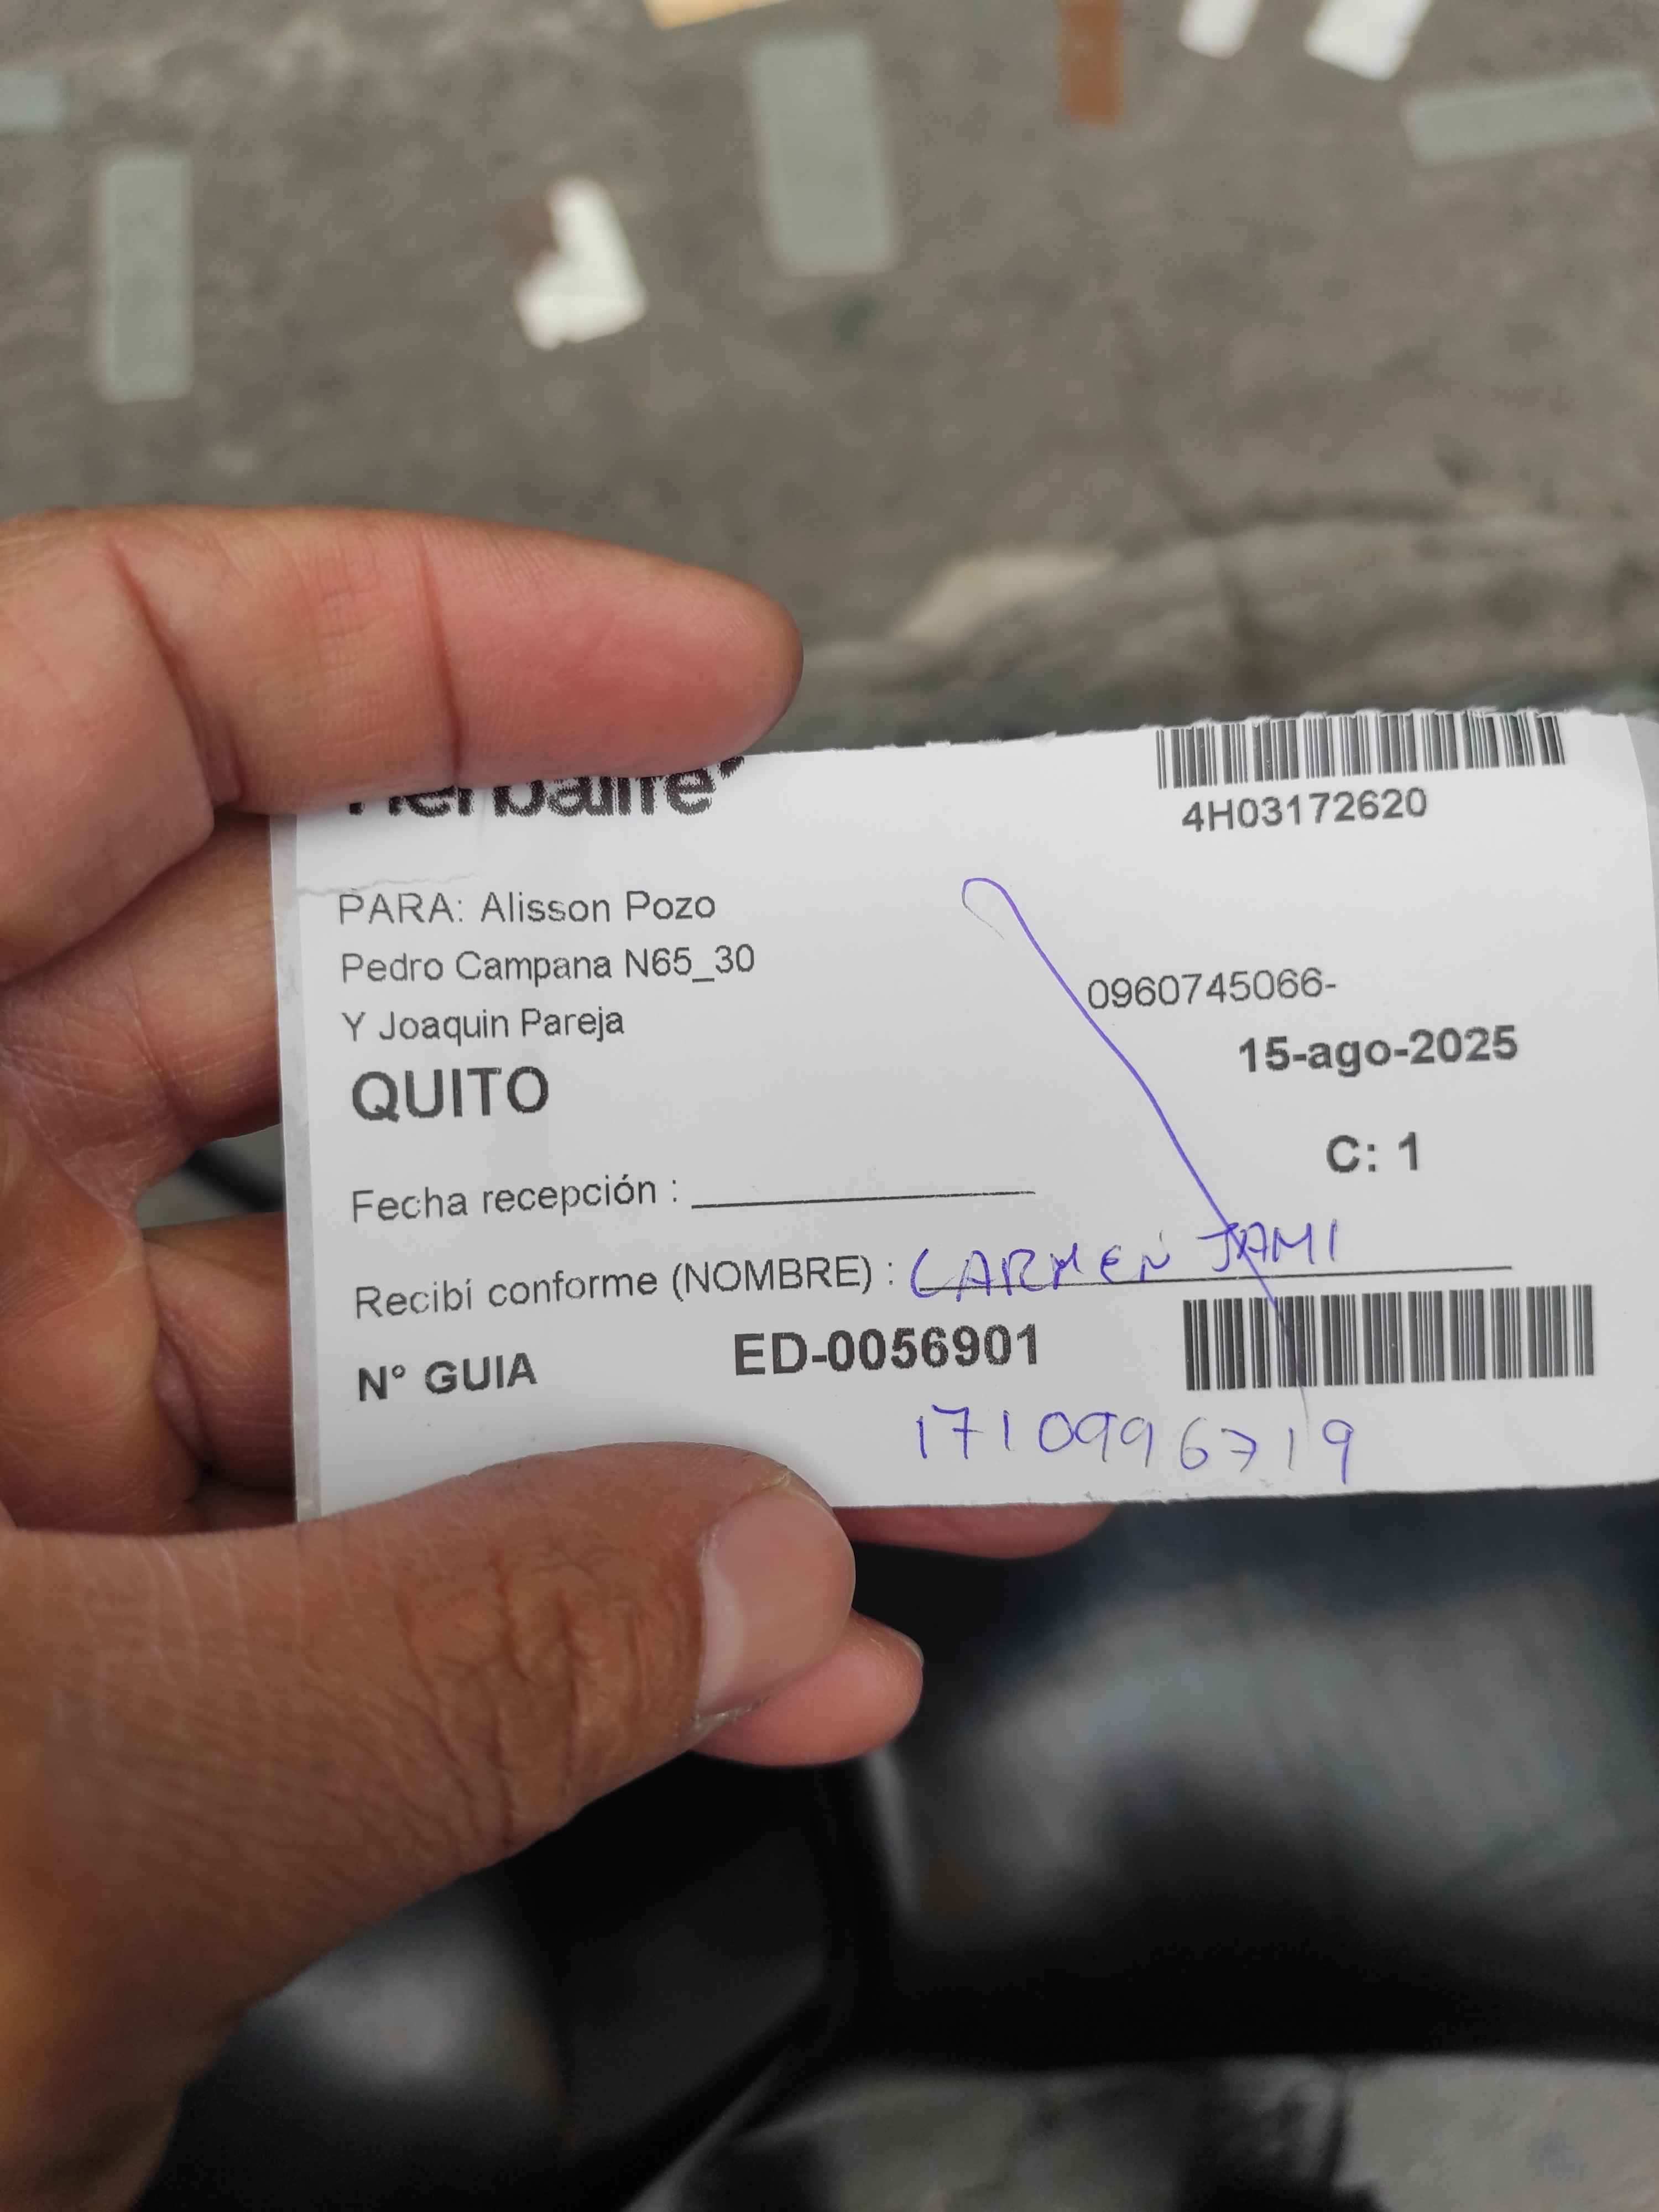 Herbalife
4H03172620
PARA: Alisson Pozo
Pedro Campana N65_30
0960745066-
Y Joaquin Pareja
15-ago-2025
QUITO
C: 1
Fecha recepción :
Recibí conforme (NOMBRE) : CARMEN JAMI
N° GUIA ED-0056901
1710996719